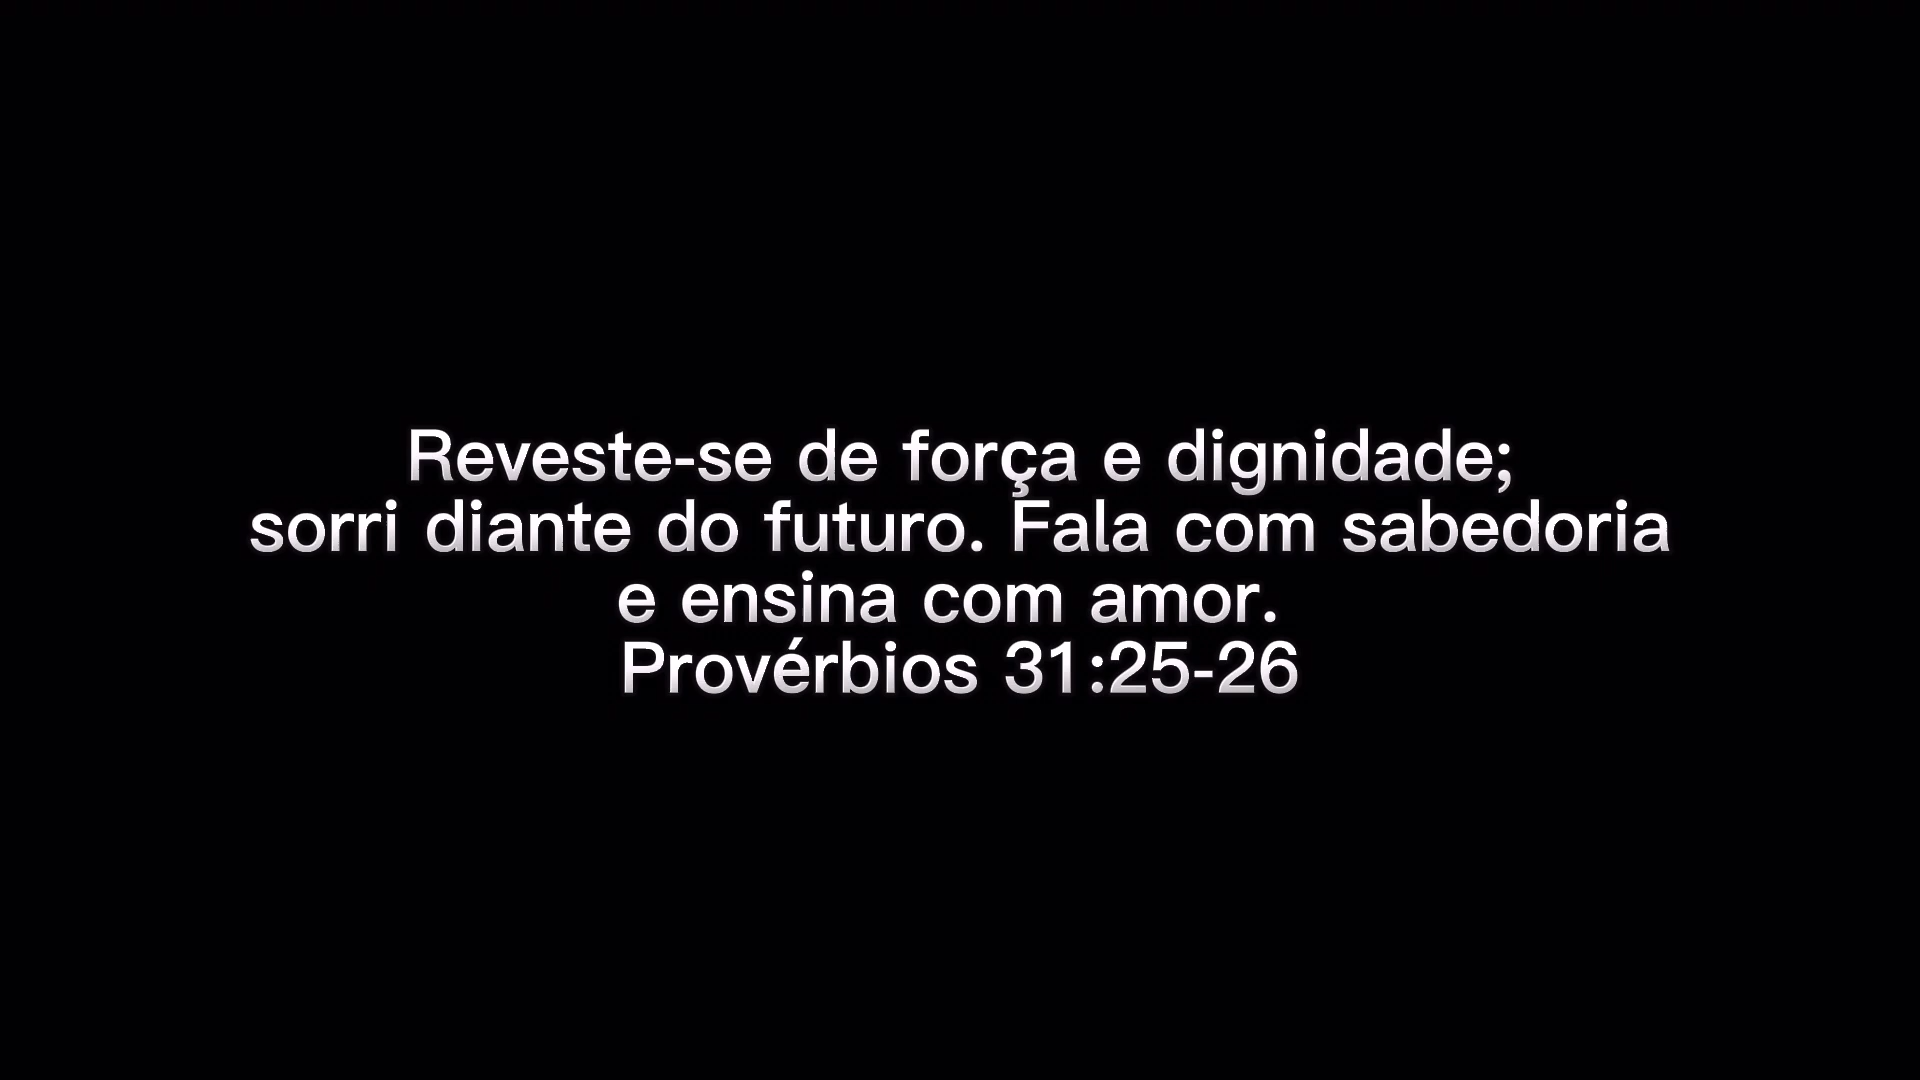 Reveste-se de força e dignidade;
sorri diante do futuro. Fala com sabedoria
e ensina com amor.
Provérbios 31:25-26